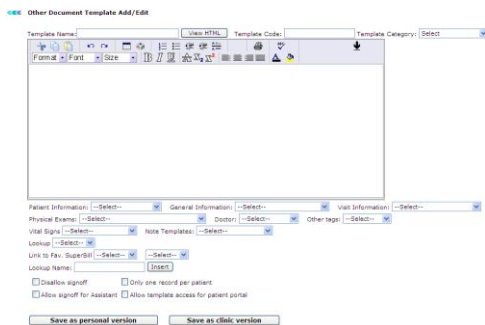 Other Document Template Add/Edit
Template Name: View HTML Template Code: Template Category: Select
Format Font Size B I U abc X2 X2 A
Patient Information: --Select-- General Information: --Select-- Visit Information: --Select--
Physical Exams: --Select-- Doctor: --Select-- Other tags: --Select--
Vital Signs --Select-- Note Templates: --Select--
Lookup --Select--
Link to Fav. SuperBill --Select-- --Select--
Lookup Name: Insert
Disallow signoff Only one record per patient
Allow signoff for Assistant Allow template access for patient portal
Save as personal version Save as clinic version